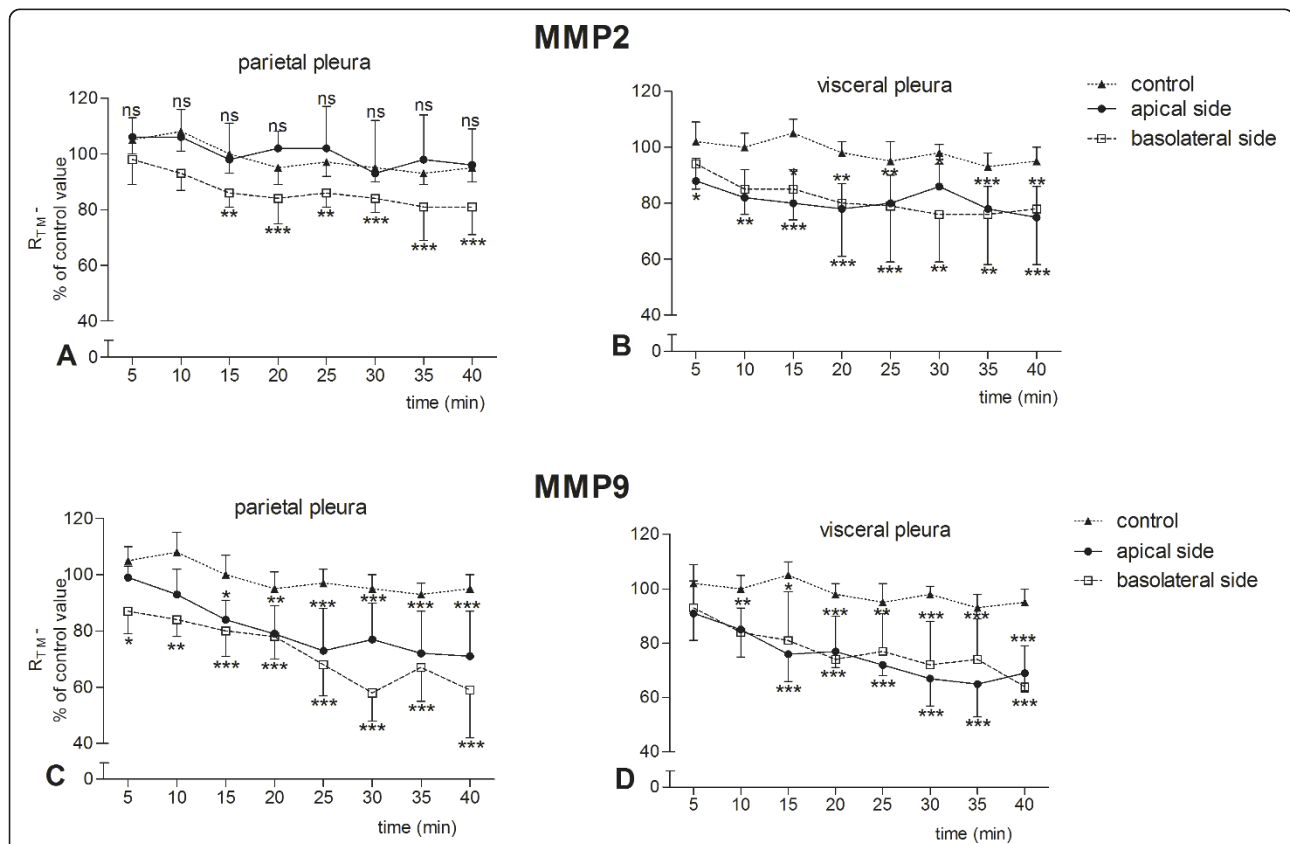 MMP2
parietal pleura
visceral pleura
control
apical side
basolateral side
R_TM-
% of control value
120
100
80
60
40
0
ns ns ns ns ns ns ns ns
** *** ** *** *** ***
A
5 10 15 20 25 30 35 40
time (min)
120
100
80
60
40
0
* ** ** * *** **
* ** *** *** *** ** ** ***
B
5 10 15 20 25 30 35 40
time (min)
MMP9
parietal pleura
visceral pleura
control
apical side
basolateral side
R_TM-
% of control value
120
100
80
60
40
0
* ** *** *** *** ***
* ** *** *** *** *** *** ***
C
5 10 15 20 25 30 35 40
time (min)
120
100
80
60
40
0
** * *** ** *** *** ***
*** *** *** *** *** ***
D
5 10 15 20 25 30 35 40
time (min)